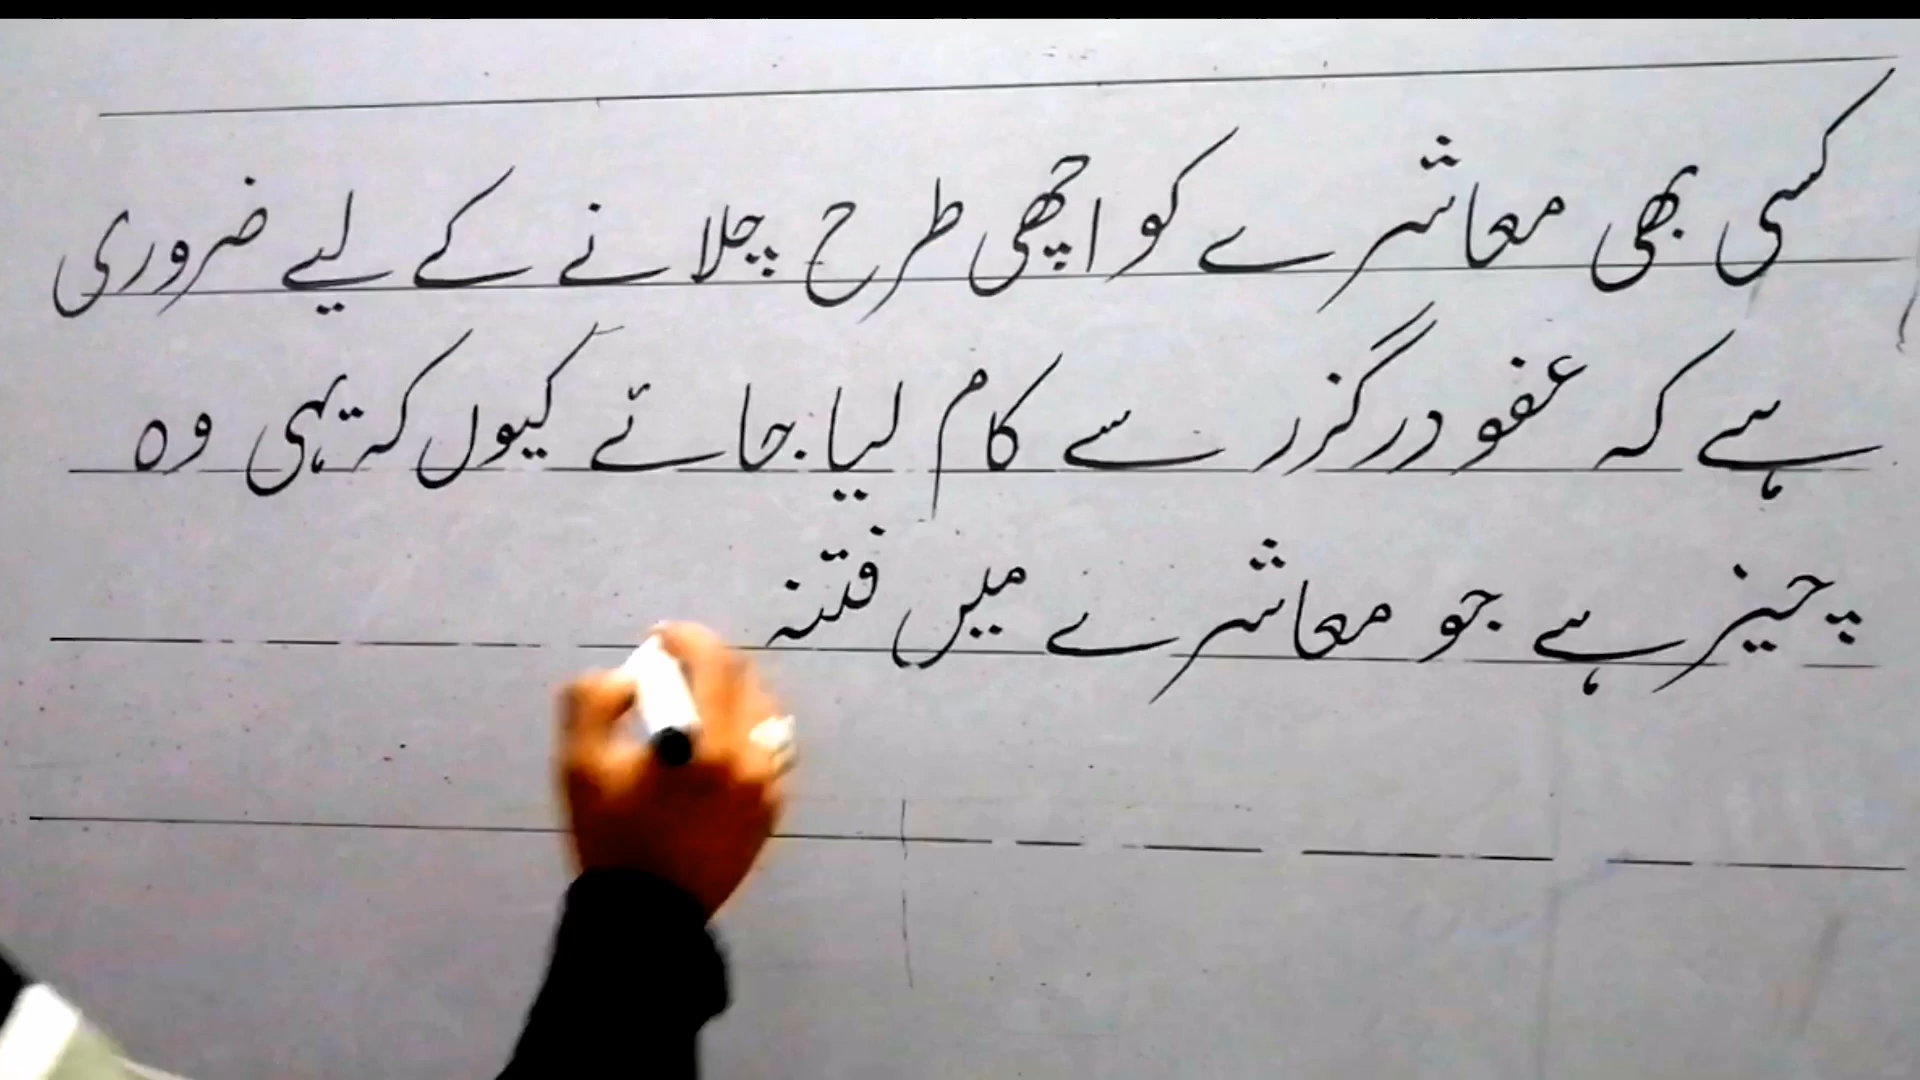 کسی بھی معاشرے کو اچھی طرح چلانے کے لیے ضروری
ہے کہ عفو درگزر سے کام لیا جائے کیوں کہ یہی وہ
چیز ہے جو معاشرے میں فتنہ